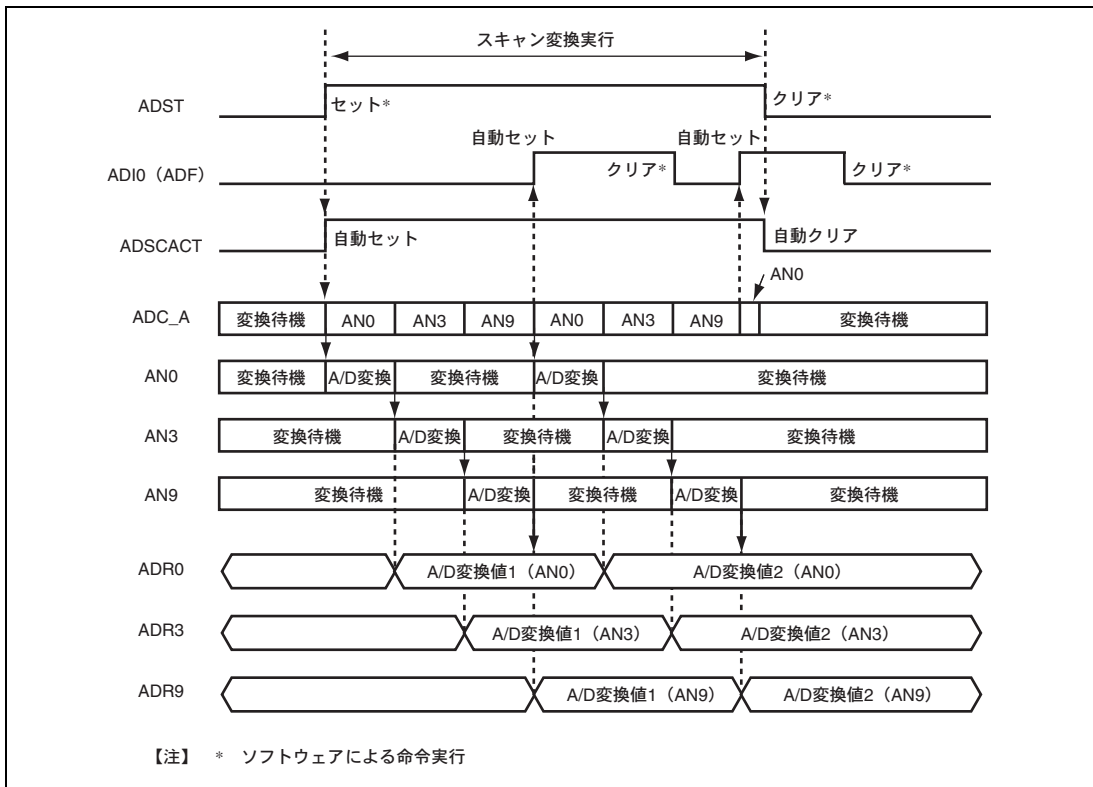 スキャン変換実行
ADST セット* クリア*
自動セット 自動セット
ADI0（ADF） クリア* クリア*
ADSCACT 自動セット 自動クリア
AN0
ADC_A 変換待機 AN0 AN3 AN9 AN0 AN3 AN9 変換待機
AN0 変換待機 A/D変換 変換待機 A/D変換 変換待機
AN3 変換待機 A/D変換 変換待機 A/D変換 変換待機
AN9 変換待機 A/D変換 変換待機 A/D変換 変換待機
ADR0 A/D変換値1（AN0） A/D変換値2（AN0）
ADR3 A/D変換値1（AN3） A/D変換値2（AN3）
ADR9 A/D変換値1（AN9） A/D変換値2（AN9）
【注】 * ソフトウェアによる命令実行